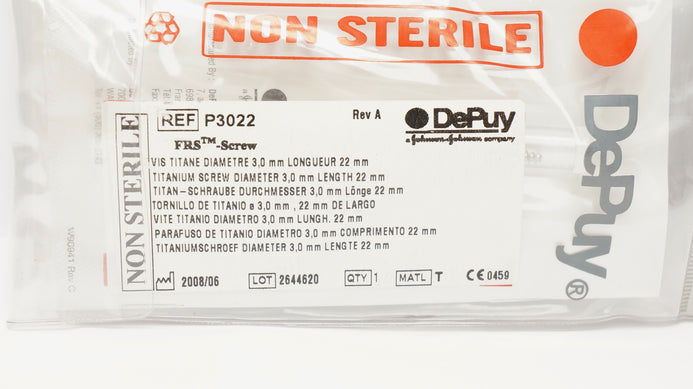 NON STERILE
DePuy®
REF P3022 Rev A DePuy
a Johnson & Johnson company
FRS™-Screw
NON STERILE
VIS TITANE DIAMETRE 3,0 mm LONGUEUR 22 mm
TITANIUM SCREW DIAMETER 3,0 mm LENGTH 22 mm
TITAN-SCHRAUBE DURCHMESSER 3,0 mm Lönge 22 mm
TORNILLO DE TITANIO ø 3,0 mm , 22 mm DE LARGO
VITE TITANIO DIAMETRO 3,0 mm LUNGH. 22 mm
PARAFUSO DE TITANIO DIAMETRO 3,0 mm COMPRIMENTO 22 mm
TITANIUMSCHROEF DIAMETER 3,0 mm LENGTE 22 mm
2008/06 LOT 2644620 QTY 1 MATL T CE 0459
W90941 Rev C